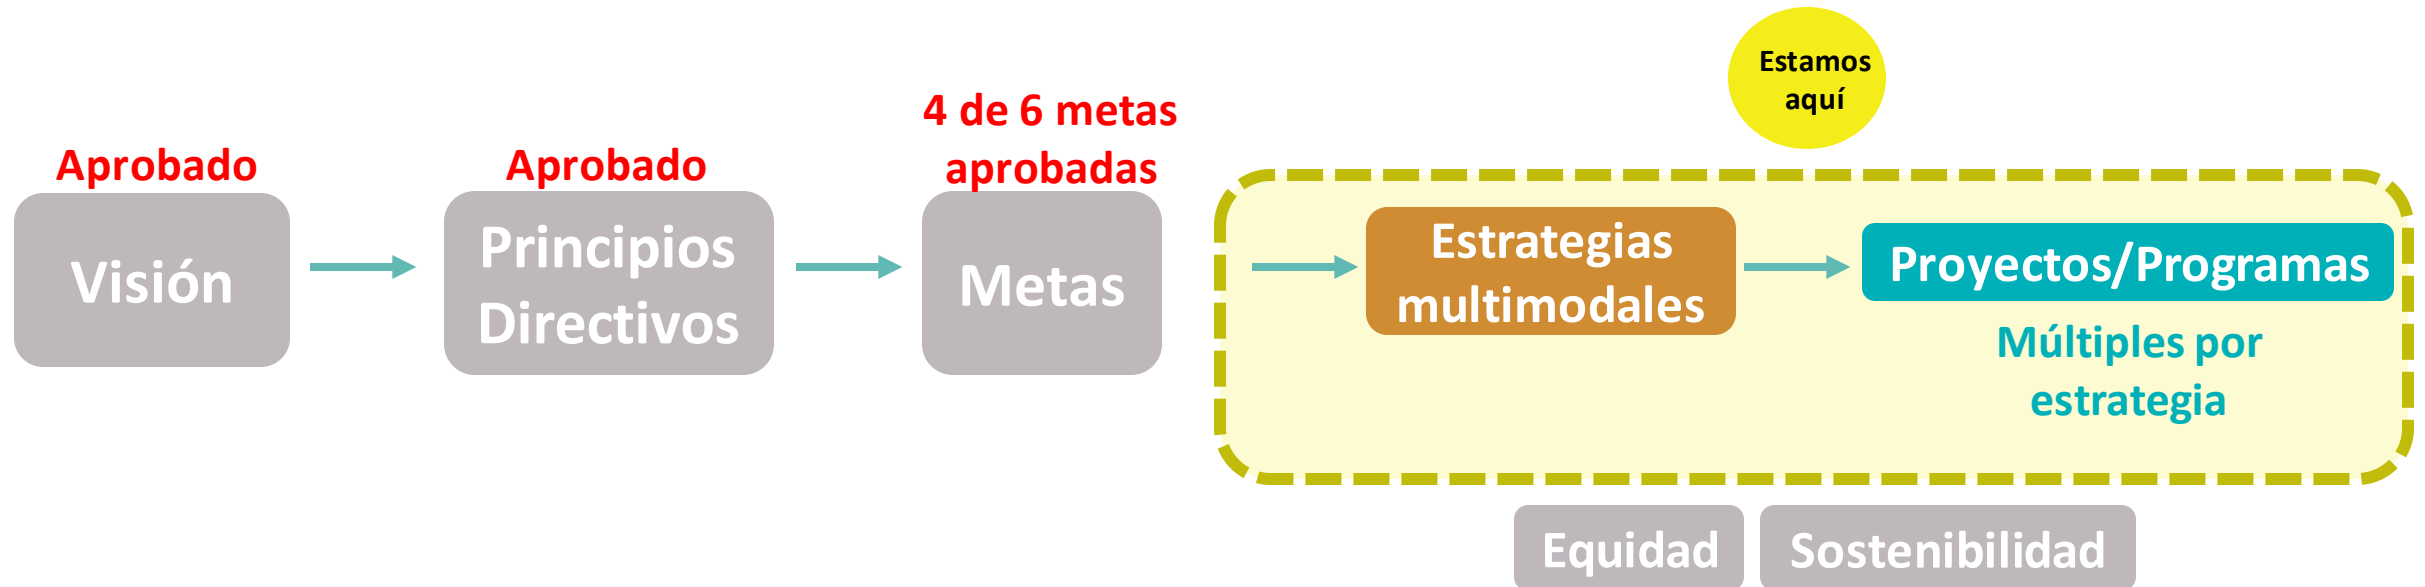 Estamos
aquí
4 de 6 metas
aprobadas
Aprobado
Aprobado
Visión
Principios
Directivos
Metas
Estrategias
multimodales
Proyectos/Programas
Múltiples por
estrategia
Equidad
Sostenibilidad